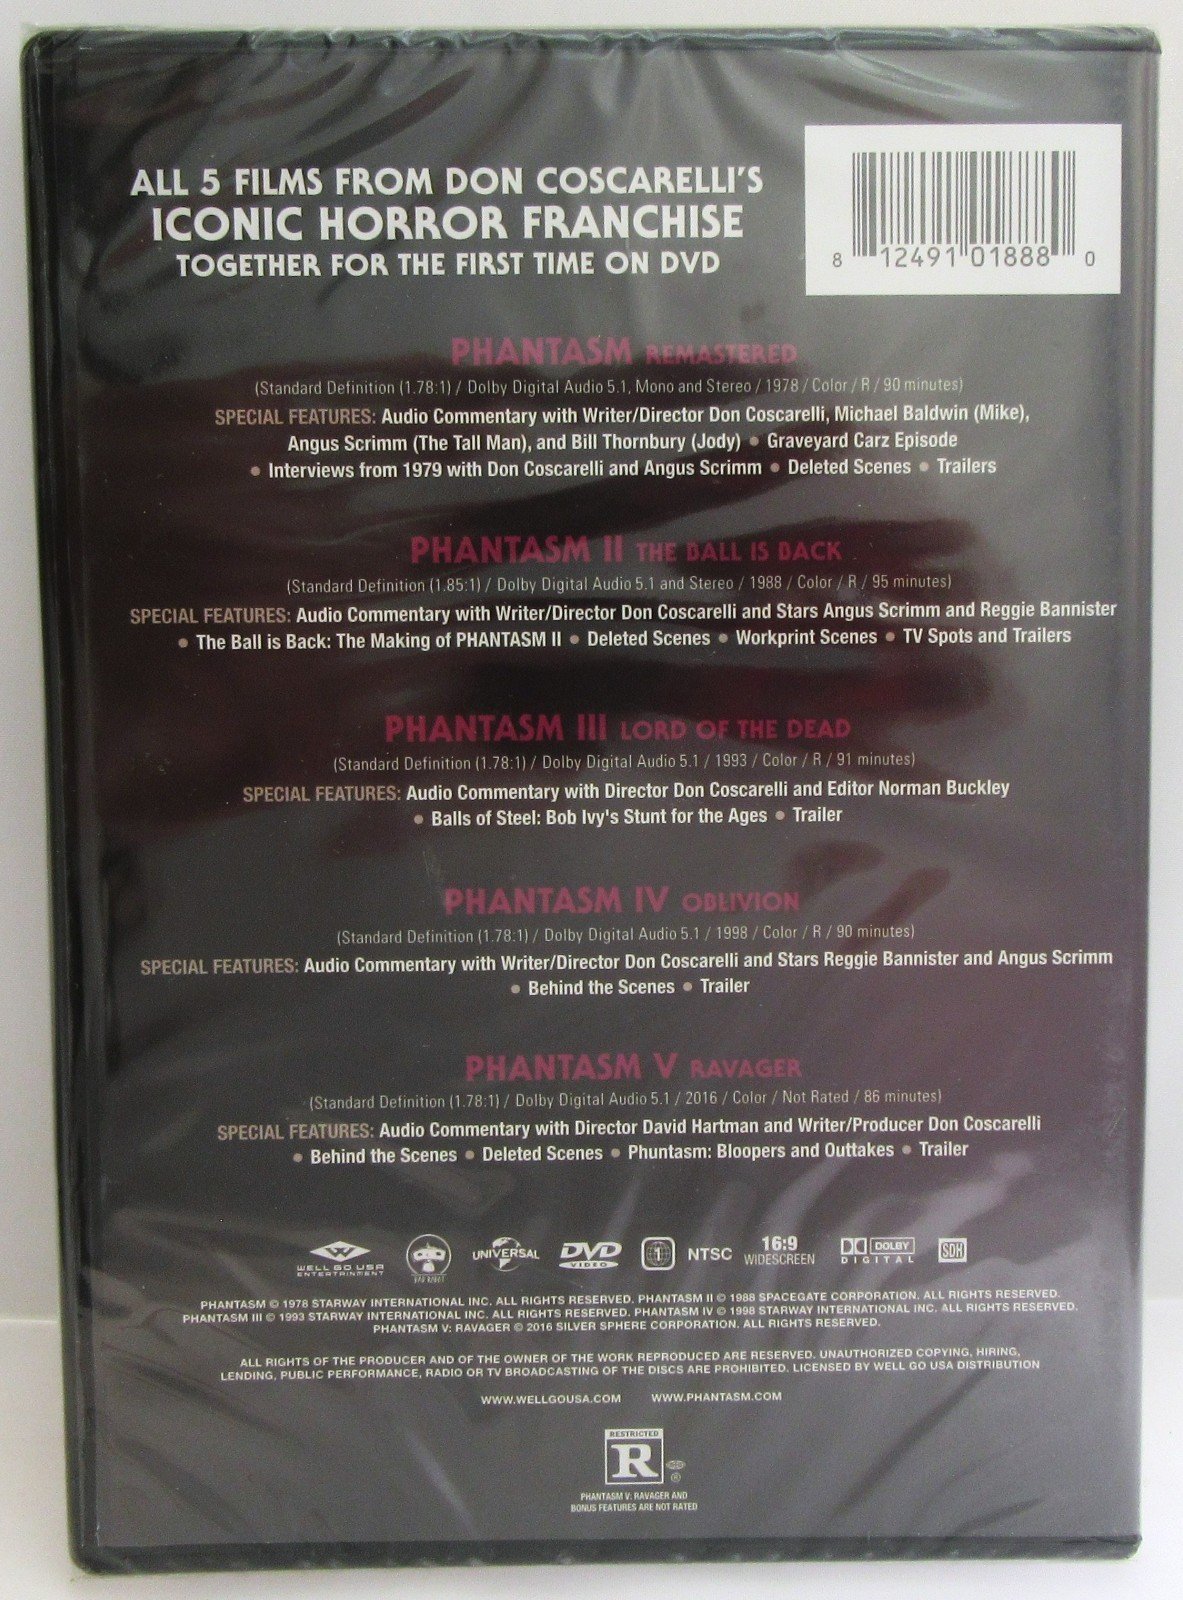 ALL 5 FILMS FROM DON COSCARELLI'S
ICONIC HORROR FRANCHISE
TOGETHER FOR THE FIRST TIME ON DVD
8 12491 01888 0
PHANTASM REMASTERED
(Standard Definition (1.78:1) / Dolby Digital Audio 5.1, Mono and Stereo / 1978 / Color / R / 90 minutes)
SPECIAL FEATURES: Audio Commentary with Writer/Director Don Coscarelli, Michael Baldwin (Mike),
Angus Scrimm (The Tall Man), and Bill Thornbury (Jody) • Graveyard Carz Episode
• Interviews from 1979 with Don Coscarelli and Angus Scrimm • Deleted Scenes • Trailers
PHANTASM II THE BALL IS BACK
(Standard Definition (1.85:1) / Dolby Digital Audio 5.1 and Stereo / 1988 / Color / R / 95 minutes)
SPECIAL FEATURES: Audio Commentary with Writer/Director Don Coscarelli and Stars Angus Scrimm and Reggie Bannister
• The Ball is Back: The Making of PHANTASM II • Deleted Scenes • Workprint Scenes • TV Spots and Trailers
PHANTASM III LORD OF THE DEAD
(Standard Definition (1.78:1) / Dolby Digital Audio 5.1 / 1993 / Color / R / 91 minutes)
SPECIAL FEATURES: Audio Commentary with Director Don Coscarelli and Editor Norman Buckley
• Balls of Steel: Bob Ivy's Stunt for the Ages • Trailer
PHANTASM IV OBLIVION
(Standard Definition (1.78:1) / Dolby Digital Audio 5.1 / 1998 / Color / R / 90 minutes)
SPECIAL FEATURES: Audio Commentary with Writer/Director Don Coscarelli and Stars Reggie Bannister and Angus Scrimm
• Behind the Scenes • Trailer
PHANTASM V RAVAGER
(Standard Definition (1.78:1) / Dolby Digital Audio 5.1 / 2016 / Color / Not Rated / 86 minutes)
SPECIAL FEATURES: Audio Commentary with Director David Hartman and Writer/Producer Don Coscarelli
• Behind the Scenes • Deleted Scenes • Phuntasm: Bloopers and Outtakes • Trailer
WELL GO USA
ENTERTAINMENT
BAD ROBOT
UNIVERSAL
DVD
VIDEO
1
NTSC
16:9
WIDESCREEN
DOLBY
DIGITAL
SDH
PHANTASM © 1978 STARWAY INTERNATIONAL INC. ALL RIGHTS RESERVED. PHANTASM II © 1988 SPACEGATE CORPORATION. ALL RIGHTS RESERVED.
PHANTASM III © 1993 STARWAY INTERNATIONAL INC. ALL RIGHTS RESERVED. PHANTASM IV © 1998 STARWAY INTERNATIONAL INC. ALL RIGHTS RESERVED.
PHANTASM V: RAVAGER © 2016 SILVER SPHERE CORPORATION. ALL RIGHTS RESERVED.
ALL RIGHTS OF THE PRODUCER AND OF THE OWNER OF THE WORK REPRODUCED ARE RESERVED. UNAUTHORIZED COPYING, HIRING,
LENDING, PUBLIC PERFORMANCE, RADIO OR TV BROADCASTING OF THE DISCS ARE PROHIBITED. LICENSED BY WELL GO USA DISTRIBUTION
WWW.WELLGOUSA.COM WWW.PHANTASM.COM
RESTRICTED
R
®
PHANTASM V: RAVAGER AND
BONUS FEATURES ARE NOT RATED